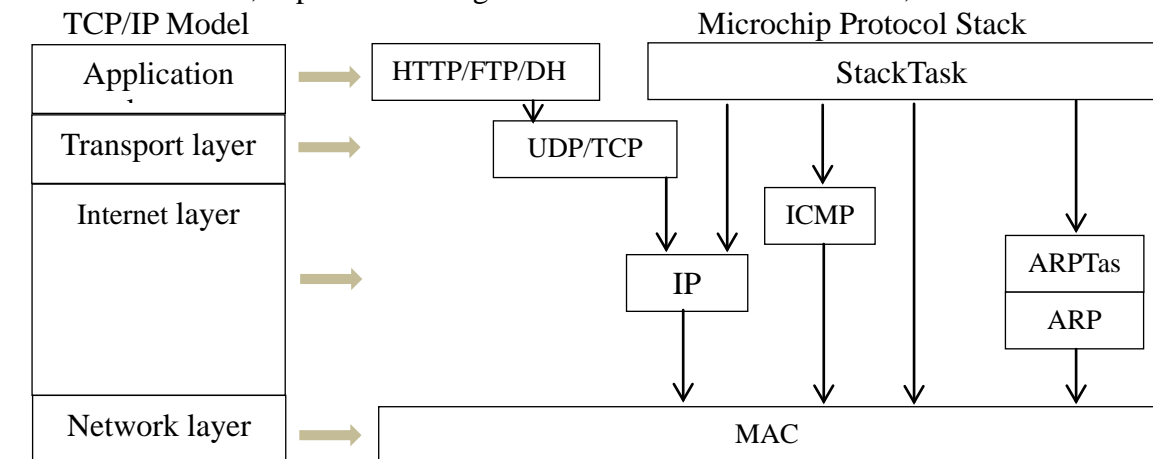 TCP/IP Model
Microchip Protocol Stack
Application
HTTP/FTP/DH
StackTask
Transport layer
UDP/TCP
Internet layer
ICMP
IP
ARPTas
ARP
Network layer
MAC